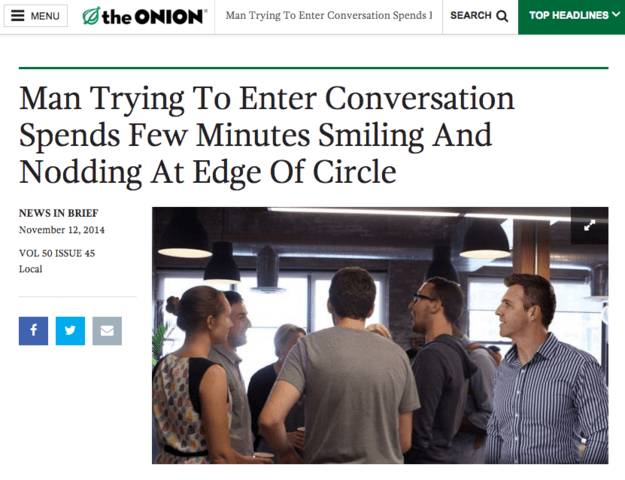 MENU
the ONION®
Man Trying To Enter Conversation Spends
SEARCH
TOP HEADLINES
Man Trying To Enter Conversation
Spends Few Minutes Smiling And
Nodding At Edge Of Circle
NEWS IN BRIEF
November 12, 2014
VOL 50 ISSUE 45
Local
f